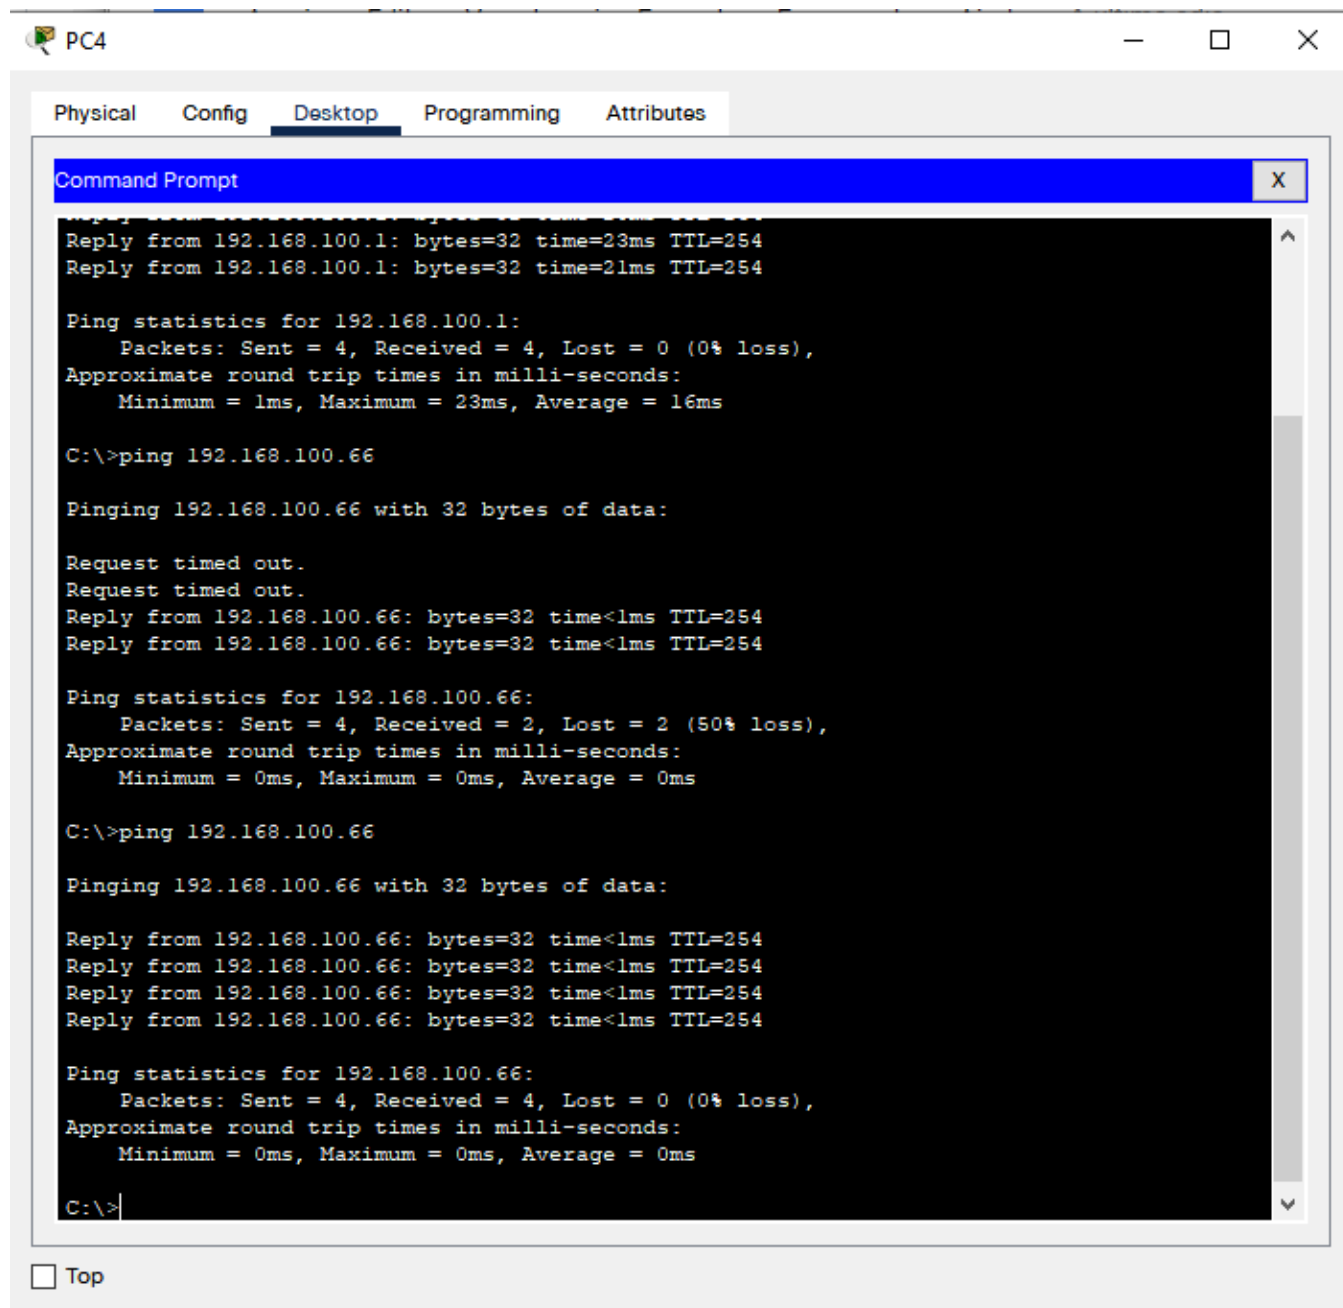 PC4
Physical Config Desktop Programming Attributes
Command Prompt X
Reply from 192.168.100.1: bytes=32 time=23ms TTL=254
Reply from 192.168.100.1: bytes=32 time=21ms TTL=254
Ping statistics for 192.168.100.1:
Packets: Sent = 4, Received = 4, Lost = 0 (0% loss),
Approximate round trip times in milli-seconds:
Minimum = 1ms, Maximum = 23ms, Average = 16ms
C:\>ping 192.168.100.66
Pinging 192.168.100.66 with 32 bytes of data:
Request timed out.
Request timed out.
Reply from 192.168.100.66: bytes=32 time<1ms TTL=254
Reply from 192.168.100.66: bytes=32 time<1ms TTL=254
Ping statistics for 192.168.100.66:
Packets: Sent = 4, Received = 2, Lost = 2 (50% loss),
Approximate round trip times in milli-seconds:
Minimum = 0ms, Maximum = 0ms, Average = 0ms
C:\>ping 192.168.100.66
Pinging 192.168.100.66 with 32 bytes of data:
Reply from 192.168.100.66: bytes=32 time<1ms TTL=254
Reply from 192.168.100.66: bytes=32 time<1ms TTL=254
Reply from 192.168.100.66: bytes=32 time<1ms TTL=254
Reply from 192.168.100.66: bytes=32 time<1ms TTL=254
Ping statistics for 192.168.100.66:
Packets: Sent = 4, Received = 4, Lost = 0 (0% loss),
Approximate round trip times in milli-seconds:
Minimum = 0ms, Maximum = 0ms, Average = 0ms
C:\>
Top